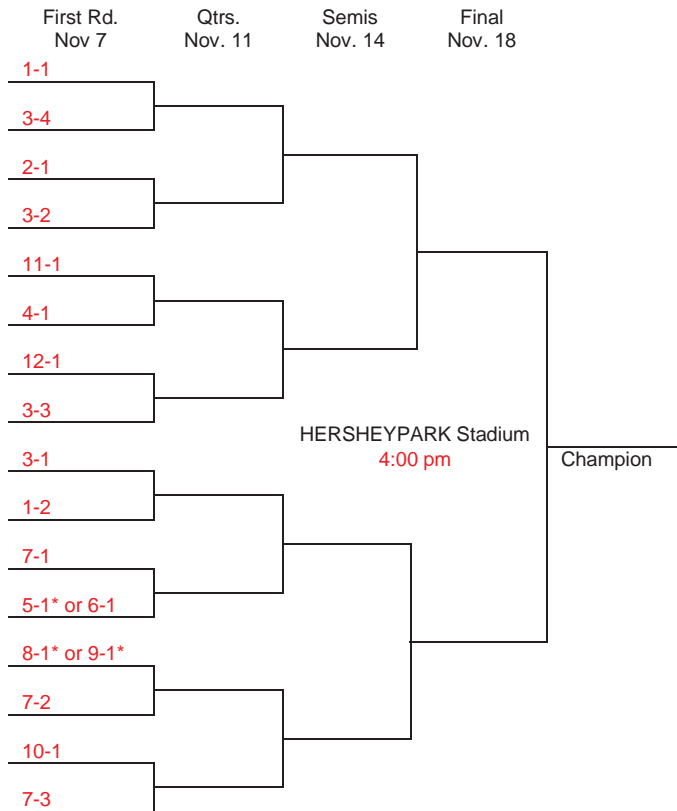 First Rd. Qtrs. Semis Final
Nov 7 Nov. 11 Nov. 14 Nov. 18
1-1
3-4
2-1
3-2
11-1
4-1
12-1
3-3
HERSHEYPARK Stadium
4:00 pm
Champion
3-1
1-2
7-1
5-1* or 6-1
8-1* or 9-1*
7-2
10-1
7-3